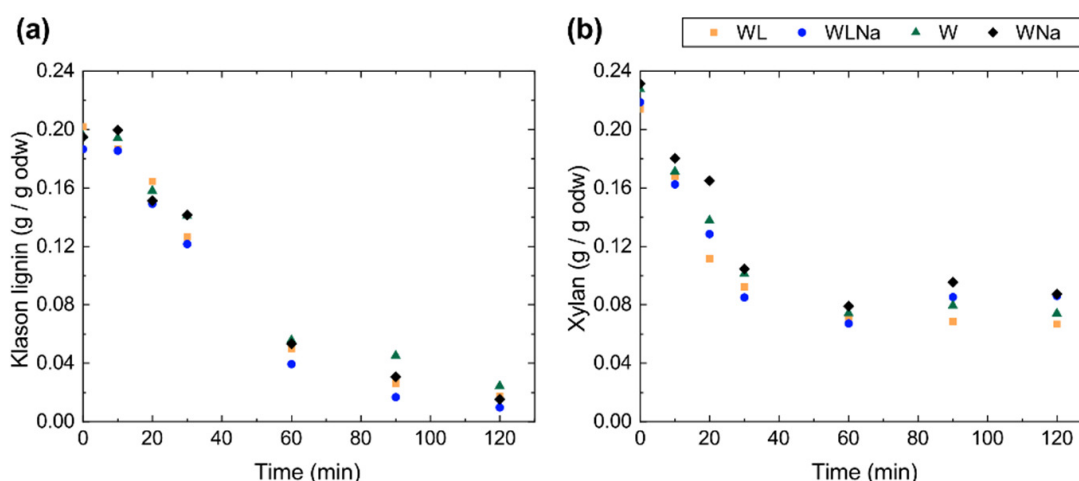 (a)
(b)
WL WLNa W WNa
Klason lignin (g / g odw)
0.24
0.20
0.16
0.12
0.08
0.04
0.00
0 20 40 60 80 100 120
Time (min)
Xylan (g / g odw)
0.24
0.20
0.16
0.12
0.08
0.04
0.00
0 20 40 60 80 100 120
Time (min)